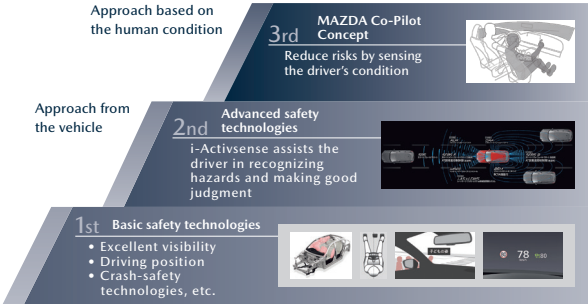 Approach based on
the human condition
3rd
MAZDA Co-Pilot
Concept
Reduce risks by sensing
the driver's condition
Approach from
the vehicle
2nd
Advanced safety
technologies
i-Activsense assists the
driver in recognizing
hazards and making good
judgment
1st
Basic safety technologies
• Excellent visibility
• Driving position
• Crash-safety
technologies, etc.
78